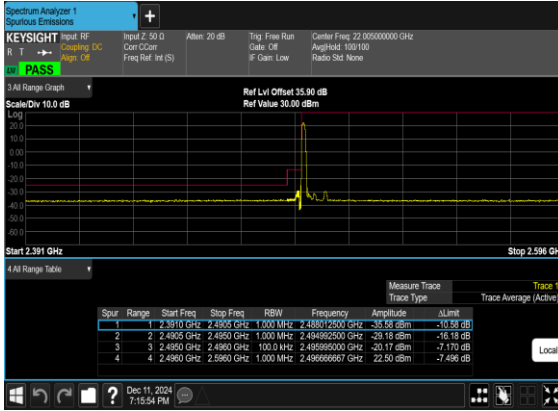 Spectrum Analyzer 1
Spurious Emissions
+
KEYSIGHT Input: RF Input Z: 50 Ω Atten: 20 dB Trig: Free Run Center Freq: 22.005000000 GHz
R T Coupling: DC Corr CCorr Gate: Off Avg|Hold: 100/100
Align: Off Freq Ref: Int (S) IF Gain: Low Radio Std: None
PASS
3 All Range Graph Ref Lvl Offset 35.90 dB
Scale/Div 10.0 dB Ref Value 30.00 dBm
Log
20.0
10.0
0.00
-10.0
-20.0
-30.0
-40.0
-50.0
-60.0
Start 2.391 GHz Stop 2.596 GH
4 All Range Table
Measure Trace Trace 1
Trace Type Trace Average (Active)
Spur Range Start Freq Stop Freq RBW Frequency Amplitude ΔLimit
1 1 2.3910 GHz 2.4905 GHz 1.000 MHz 2.488012500 GHz -35.58 dBm -10.58 dB
2 2 2.4905 GHz 2.4950 GHz 1.000 MHz 2.494992500 GHz -29.18 dBm -16.18 dB
3 3 2.4950 GHz 2.4960 GHz 100.0 kHz 2.495995000 GHz -20.17 dBm -7.170 dB
4 4 2.4960 GHz 2.5960 GHz 1.000 MHz 2.496666667 GHz 22.50 dBm -7.496 dB
Local
? Dec 11, 2024
7:15:54 PM